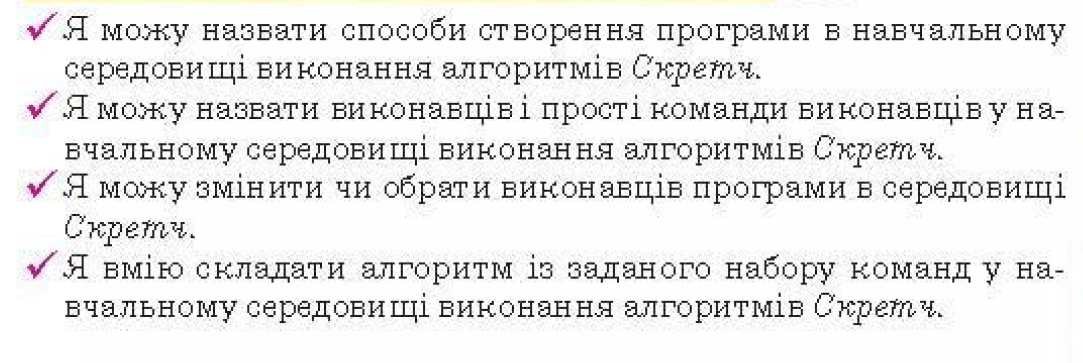 ✓ Я можу назвати способи створення програми в навчальному
середовищі виконання алгоритмів Скретч.
✓ Я можу назвати виконавців і прості команди виконавців у на-
вчальному середовищі виконання алгоритмів Скретч.
✓ Я можу змінити чи обрати виконавців програми в середовищі
Скретч.
✓ Я вмію складати алгоритм із заданого набору команд у на-
вчальному середовищі виконання алгоритмів Скретч.